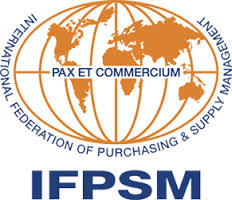 INTERNATIONAL FEDERATION OF PURCHASING & SUPPLY MANAGEMENT
PAX ET COMMERCIUM
IFPSM